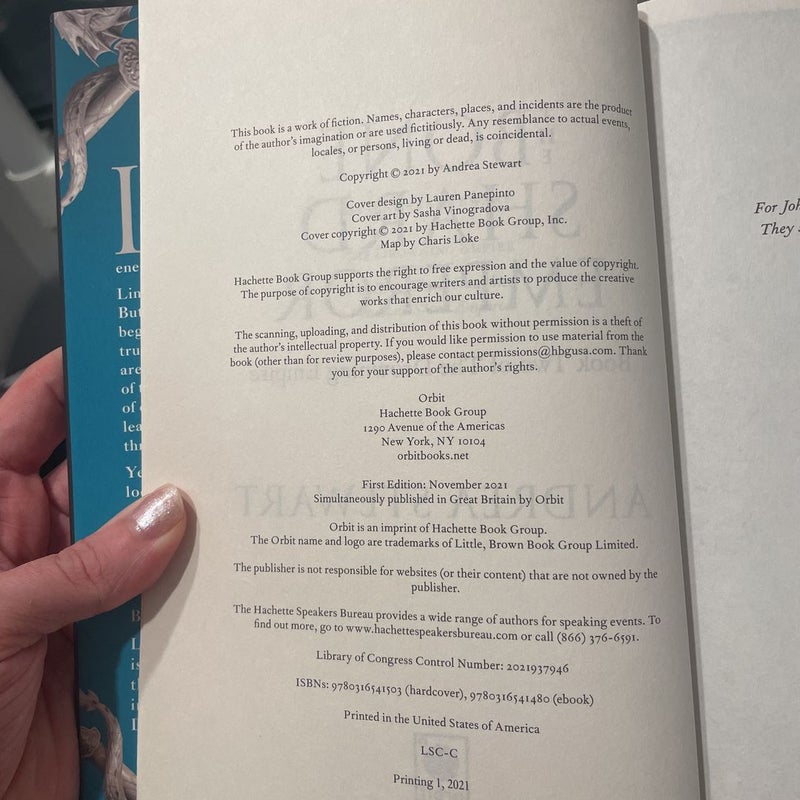 This book is a work of fiction. Names, characters, places, and incidents are the product
of the author's imagination or are used fictitiously. Any resemblance to actual events,
locales, or persons, living or dead, is coincidental.
Copyright © 2021 by Andrea Stewart
Cover design by Lauren Panepinto
Cover art by Sasha Vinogradova
Cover copyright © 2021 by Hachette Book Group, Inc.
Map by Charis Loke
Hachette Book Group supports the right to free expression and the value of copyright.
The purpose of copyright is to encourage writers and artists to produce the creative
works that enrich our culture.
The scanning, uploading, and distribution of this book without permission is a theft of
the author's intellectual property. If you would like permission to use material from the
book (other than for review purposes), please contact permissions@hbgusa.com. Thank
you for your support of the author's rights.
Orbit
Hachette Book Group
1290 Avenue of the Americas
New York, NY 10104
orbitbooks.net
First Edition: November 2021
Simultaneously published in Great Britain by Orbit
Orbit is an imprint of Hachette Book Group.
The Orbit name and logo are trademarks of Little, Brown Book Group Limited.
The publisher is not responsible for websites (or their content) that are not owned by the
publisher.
The Hachette Speakers Bureau provides a wide range of authors for speaking events. To
find out more, go to www.hachettespeakersbureau.com or call (866) 376-6591.
Library of Congress Control Number: 2021937946
ISBNs: 9780316541503 (hardcover), 9780316541480 (ebook)
Printed in the United States of America
LSC-C
Printing 1, 2021
For
They